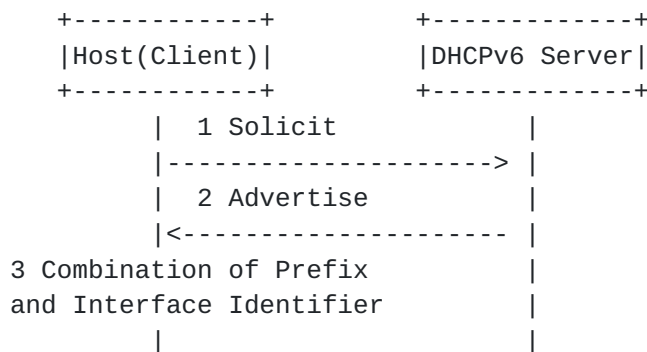 +------------+ +-------------+
|Host(Client)| |DHCPv6 Server|
+------------+ +-------------+
| 1 Solicit |
|---------------------> |
| 2 Advertise |
|<--------------------- |
3 Combination of Prefix |
and Interface Identifier |
| |